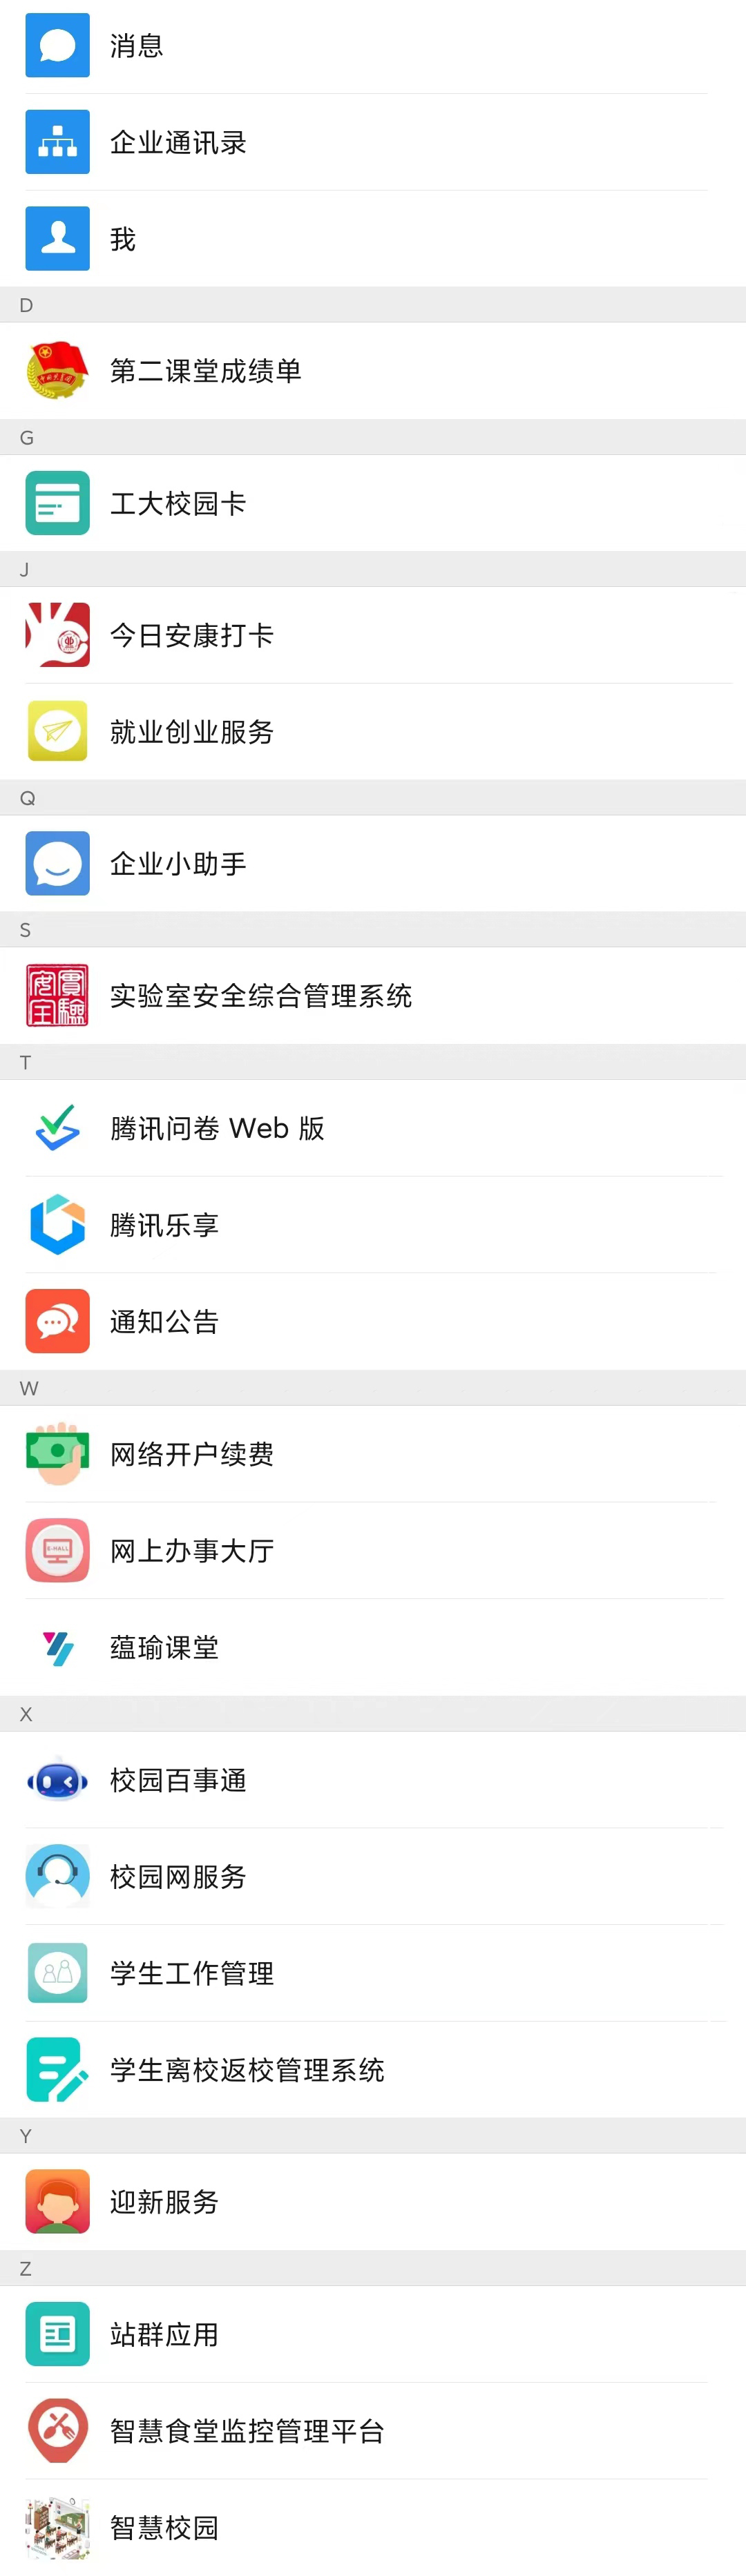 消息
企业通讯录
我
D
第二课堂成绩单
G
工大校园卡
J
今日安康打卡
就业创业服务
Q
企业小助手
S
實驗安全
实验室安全综合管理系统
T
腾讯问卷 Web 版
腾讯乐享
通知公告
W
网络开户续费
E-HALL
网上办事大厅
蕴瑜课堂
X
校园百事通
校园网服务
学生工作管理
学生离校返校管理系统
Y
迎新服务
Z
站群应用
智慧食堂监控管理平台
智慧校园